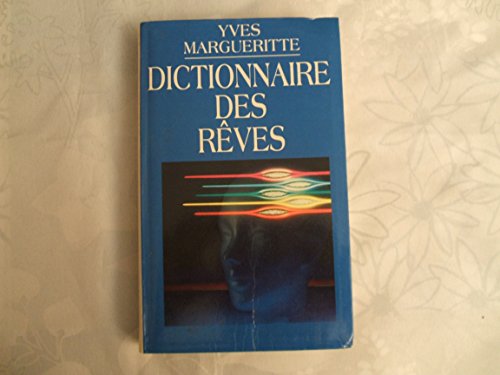 YVES
MARGUERITTE
DICTIONNAIRE
DES
RÊVES